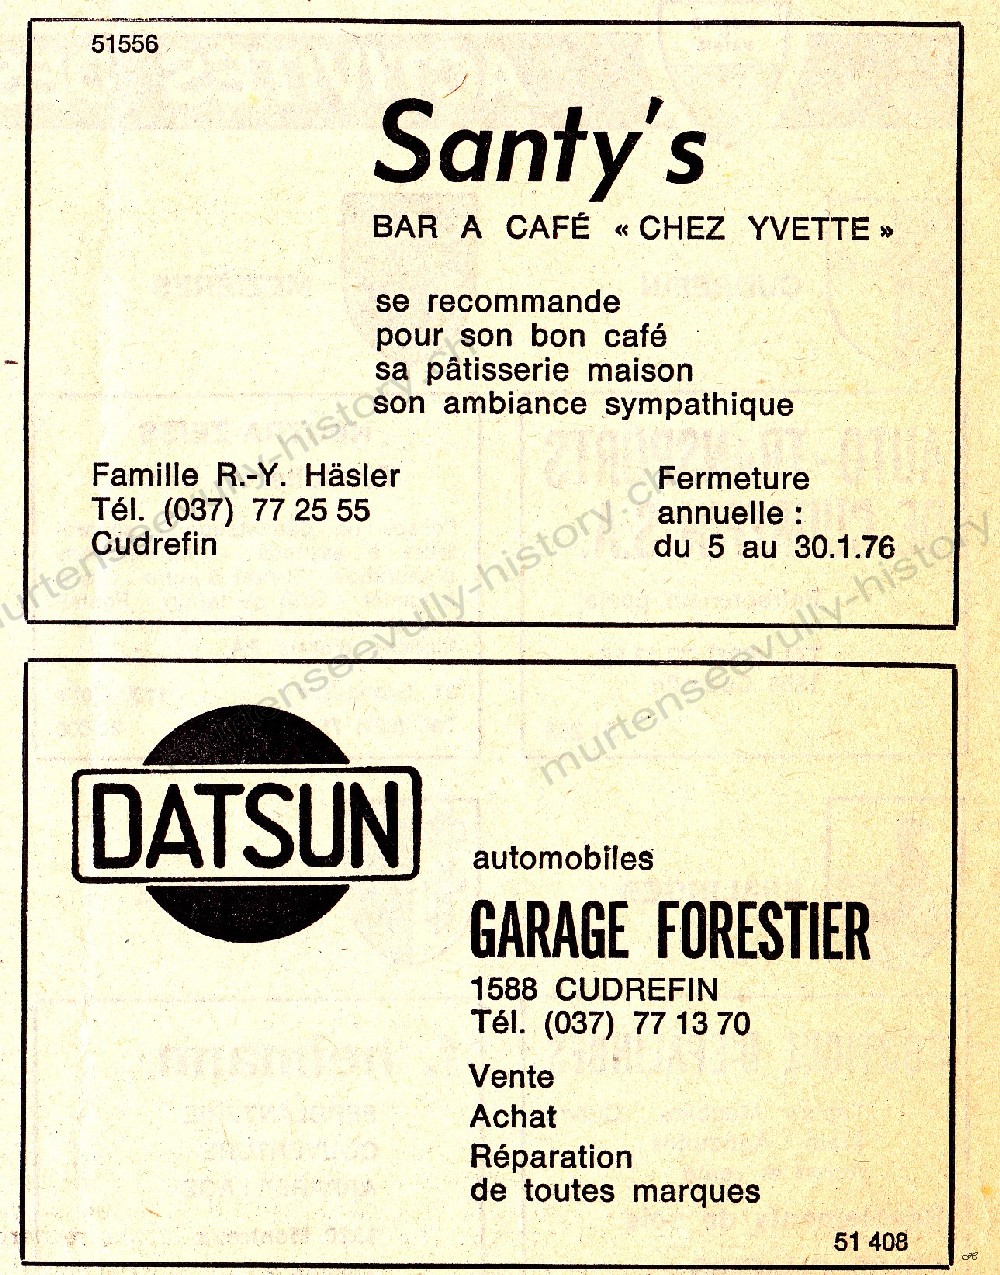 51556
Santy's
BAR A CAFÉ « CHEZ YVETTE »
se recommande
pour son bon café
sa pâtisserie maison
son ambiance sympathique
Famille R.-Y. Häsler
Tél. (037) 77 25 55
Cudrefin
Fermeture
annuelle :
du 5 au 30.1.76
DATSUN
automobiles
GARAGE FORESTIER
1588 CUDREFIN
Tél. (037) 77 13 70
Vente
Achat
Réparation
de toutes marques
51 408
murtenseevully-history.ch
murtenseevully-history.ch
murtenseevully-history